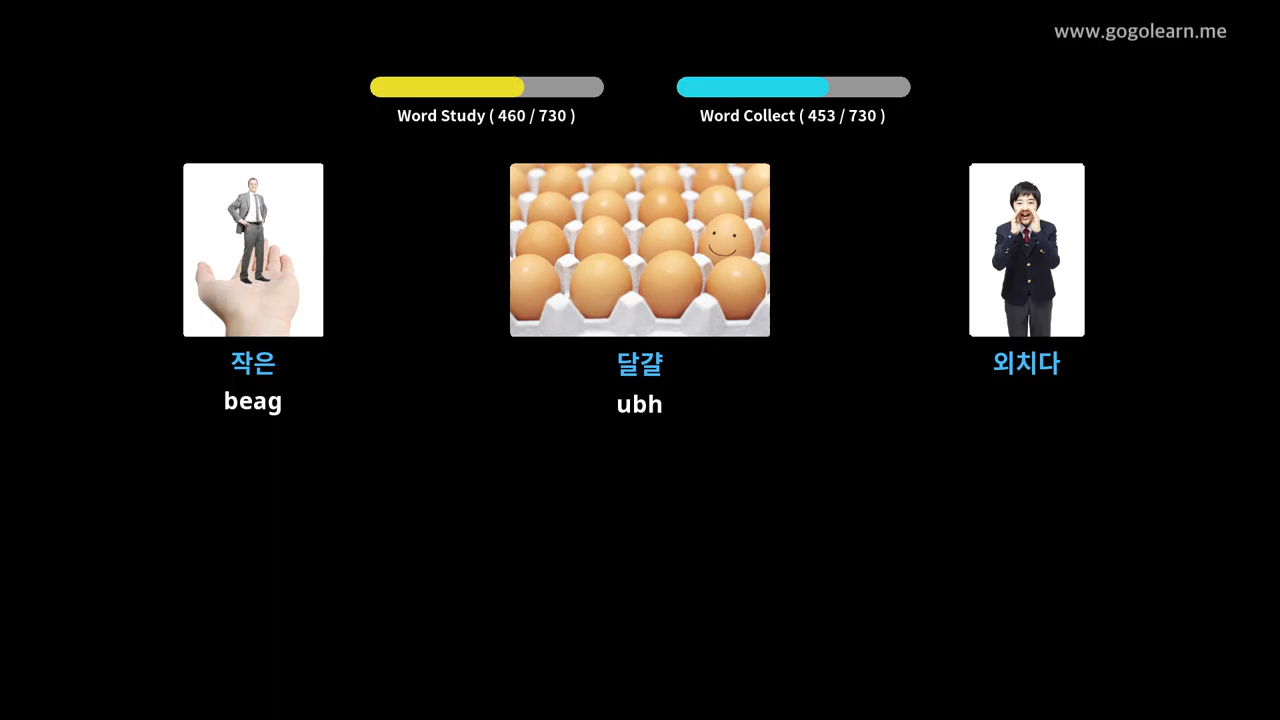 www.gogolearn.me
Word Study ( 460 / 730 )
Word Collect ( 453 / 730 )
작은
달걀
외치다
beag
ubh